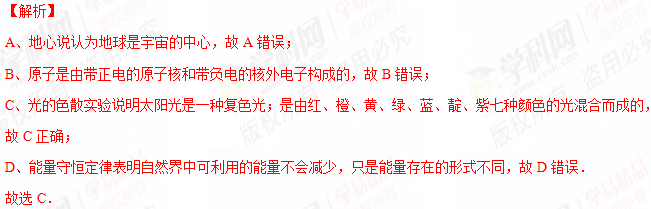 【解析】
A、地心说认为地球是宇宙的中心，故 A 错误；
B、原子是由带正电的原子核和带负电的核外电子构成的，故 B 错误；
C、光的色散实验说明太阳光是一种复色光；是由红、橙、黄、绿、蓝、靛、紫七种颜色的光混合而成的，
故 C 正确；
D、能量守恒定律表明自然界中可利用的能量不会减少，只是能量存在的形式不同，故 D 错误．
故选 C．